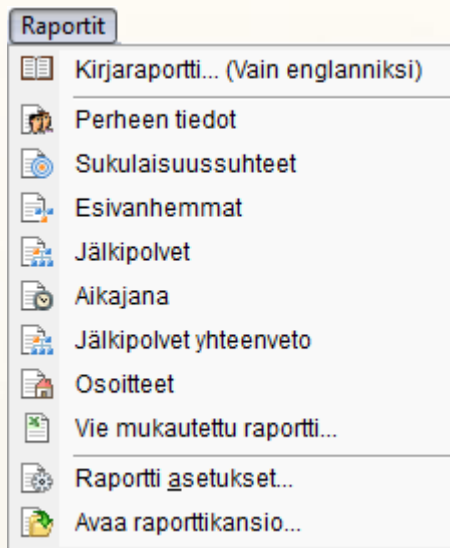 Raportit
Kirjaraportti... (Vain englanniksi)
Perheen tiedot
Sukulaisuussuhteet
Esivanhemmat
Jälkipolvet
Aikajana
Jälkipolvet yhteenveto
Osoitteet
Vie mukautettu raportti...
Raportti asetukset...
Avaa raporttikansio...